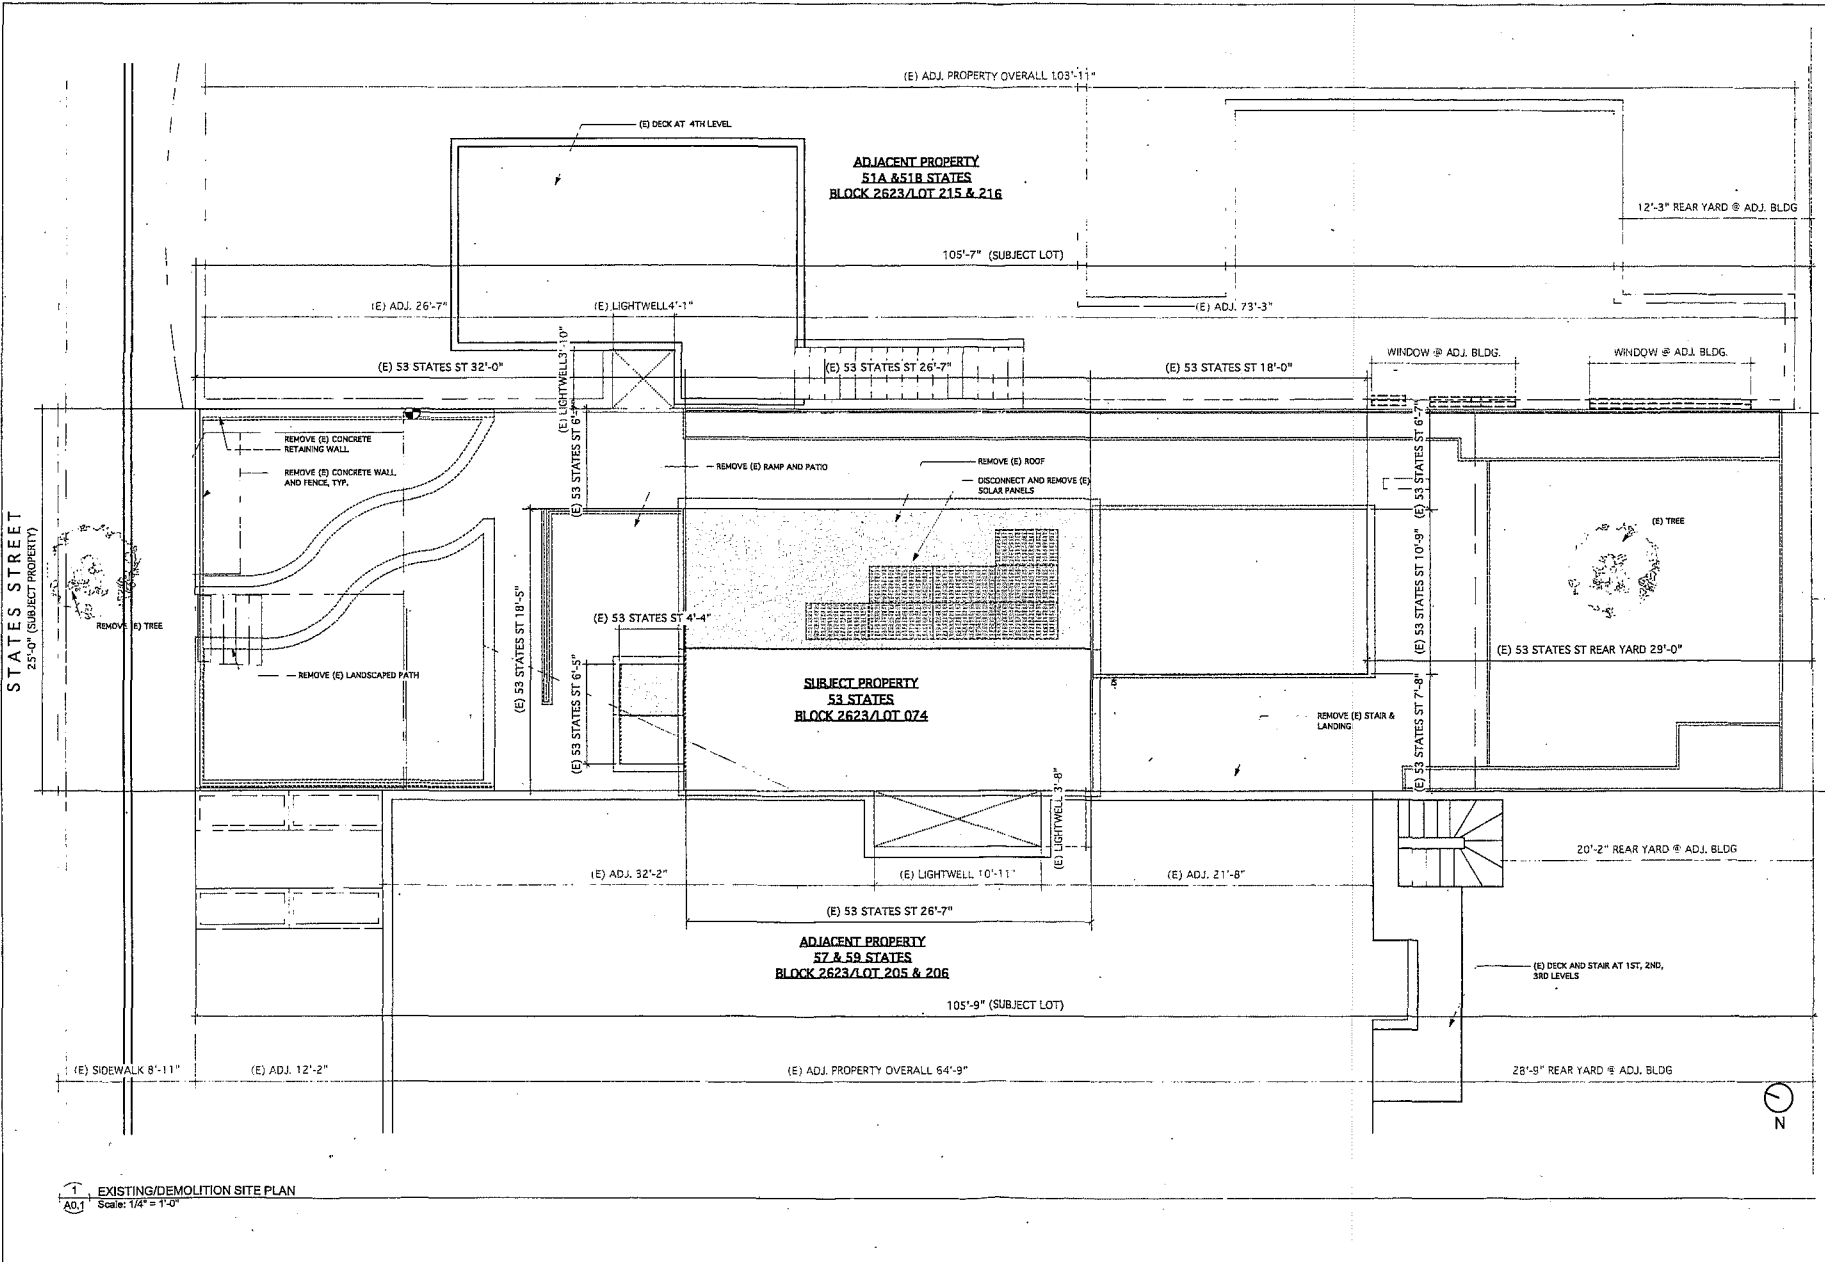 (E) ADJ. PROPERTY OVERALL 103'-11"
(E) DECK AT 4TH LEVEL
ADJACENT PROPERTY
51A &51B STATES
BLOCK 2623/LOT 215 & 216
12'-3" REAR YARD @ ADJ. BLDG
105'-7" (SUBJECT LOT)
(E) ADJ. 26'-7"
(E) LIGHTWELL4'-1"
(E) ADJ. 73'-3"
(E) LIGHTWELL3'-10"
WINDOW @ ADJ. BLDG.
WINDOW @ ADJ. BLDG.
(E) 53 STATES ST 32'-0"
(E) 53 STATES ST 26'-7"
(E) 53 STATES ST 18'-0"
(E) 53 STATES ST 6'-7"
(E) 53 STATES ST 6'-7"
REMOVE (E) CONCRETE
RETAINING WALL
REMOVE (E) CONCRETE WALL
AND FENCE, TYP.
REMOVE (E) RAMP AND PATIO
REMOVE (E) ROOF
DISCONNECT AND REMOVE (E)
SOLAR PANELS
(E) TREE
STATES STREET
25'-0" (SUBJECT PROPERTY)
REMOVE (E) TREE
(E) 53 STATES ST 18'-5"
(E) 53 STATES ST 4'-4"
(E) 53 STATES ST 10'-9"
(E) 53 STATES ST REAR YARD 29'-0"
REMOVE (E) LANDSCAPED PATH
(E) 53 STATES ST 6'-5"
SUBJECT PROPERTY
53 STATES
BLOCK 2623/LOT 074
REMOVE (E) STAIR &
LANDING
(E) 53 STATES ST 7'-8"
(E) LIGHTWELL 3'-8"
20'-2" REAR YARD @ ADJ. BLDG
(E) ADJ. 32'-2"
(E) LIGHTWELL 10'-11"
(E) ADJ. 21'-8"
(E) 53 STATES ST 26'-7"
ADJACENT PROPERTY
57 & 59 STATES
BLOCK 2623/LOT 205 & 206
(E) DECK AND STAIR AT 1ST, 2ND,
3RD LEVELS
105'-9" (SUBJECT LOT)
(E) SIDEWALK 8'-11"
(E) ADJ. 12'-2"
(E) ADJ. PROPERTY OVERALL 64'-9"
28'-9" REAR YARD @ ADJ. BLDG
N
1
A0.1
EXISTING/DEMOLITION SITE PLAN
Scale: 1/4" = 1'-0"